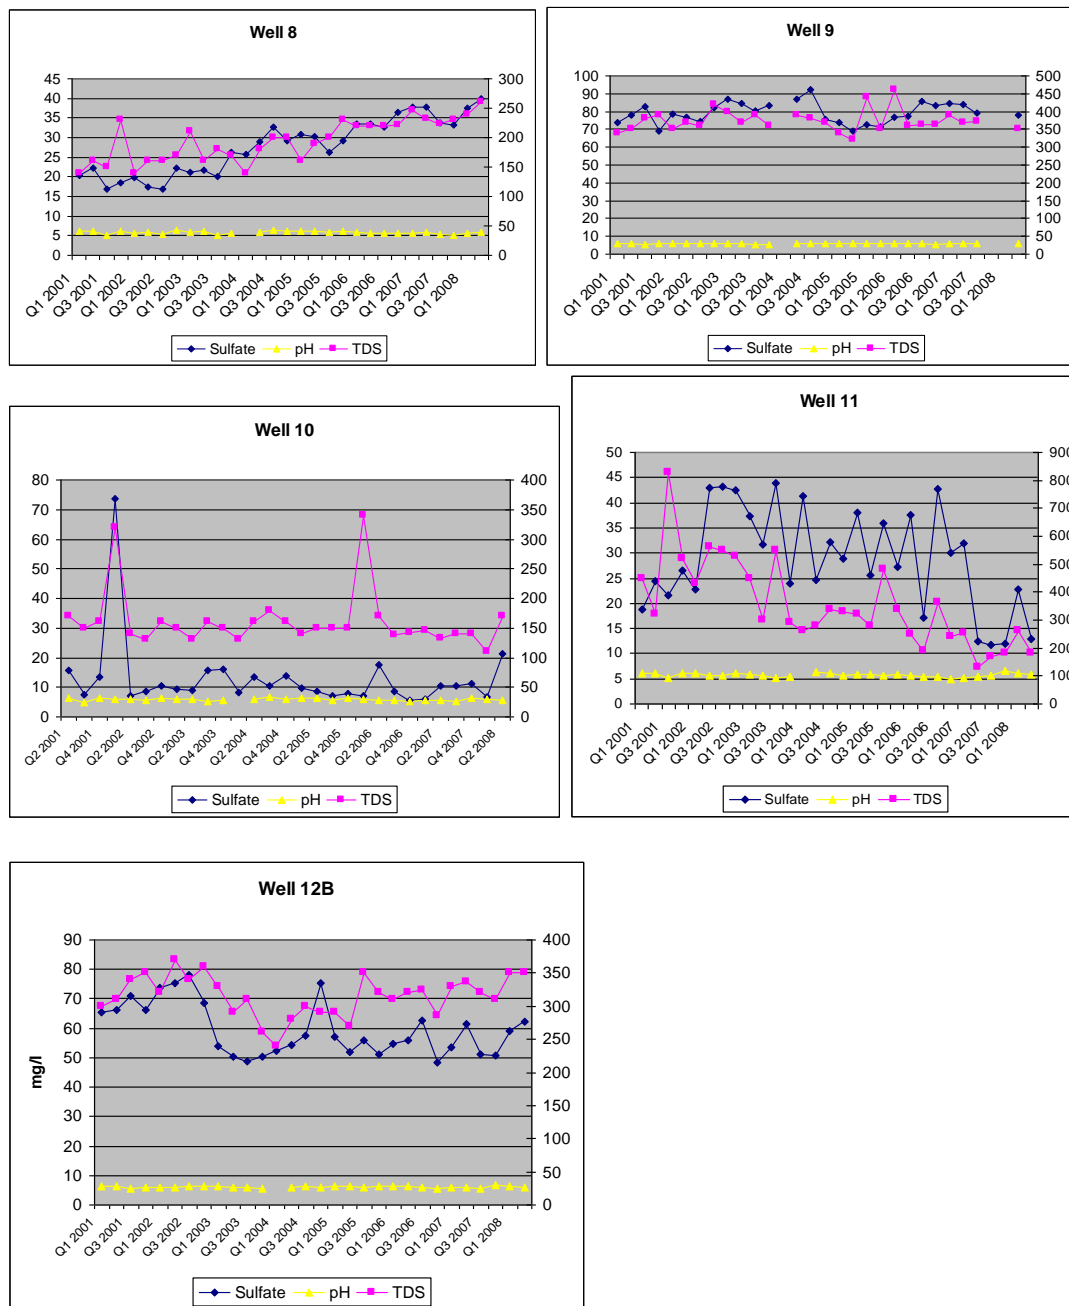 Well 8
45
40
35
30
25
20
15
10
5
0
300
250
200
150
100
50
0
Q1 2001
Q3 2001
Q1 2002
Q3 2002
Q1 2003
Q3 2003
Q1 2004
Q3 2004
Q1 2005
Q3 2005
Q1 2006
Q3 2006
Q1 2007
Q3 2007
Q1 2008
Sulfate pH TDS
Well 9
100
90
80
70
60
50
40
30
20
10
0
500
450
400
350
300
250
200
150
100
50
0
Q1 2001
Q3 2001
Q1 2002
Q3 2002
Q1 2003
Q3 2003
Q1 2004
Q3 2004
Q1 2005
Q3 2005
Q1 2006
Q3 2006
Q1 2007
Q3 2007
Q1 2008
Sulfate pH TDS
Well 10
80
70
60
50
40
30
20
10
0
400
350
300
250
200
150
100
50
0
Q2 2001
Q4 2001
Q2 2002
Q4 2002
Q2 2003
Q4 2003
Q2 2004
Q4 2004
Q2 2005
Q4 2005
Q2 2006
Q4 2006
Q2 2007
Q4 2007
Q2 2008
Sulfate pH TDS
Well 11
50
45
40
35
30
25
20
15
10
5
0
900
800
700
600
500
400
300
200
100
0
Q1 2001
Q3 2001
Q1 2002
Q3 2002
Q1 2003
Q3 2003
Q1 2004
Q3 2004
Q1 2005
Q3 2005
Q1 2006
Q3 2006
Q1 2007
Q3 2007
Q1 2008
Sulfate pH TDS
Well 12B
mg/l
90
80
70
60
50
40
30
20
10
0
400
350
300
250
200
150
100
50
0
Q1 2001
Q3 2001
Q1 2002
Q3 2002
Q1 2003
Q3 2003
Q1 2004
Q3 2004
Q1 2005
Q3 2005
Q1 2006
Q3 2006
Q1 2007
Q3 2007
Q1 2008
Sulfate pH TDS